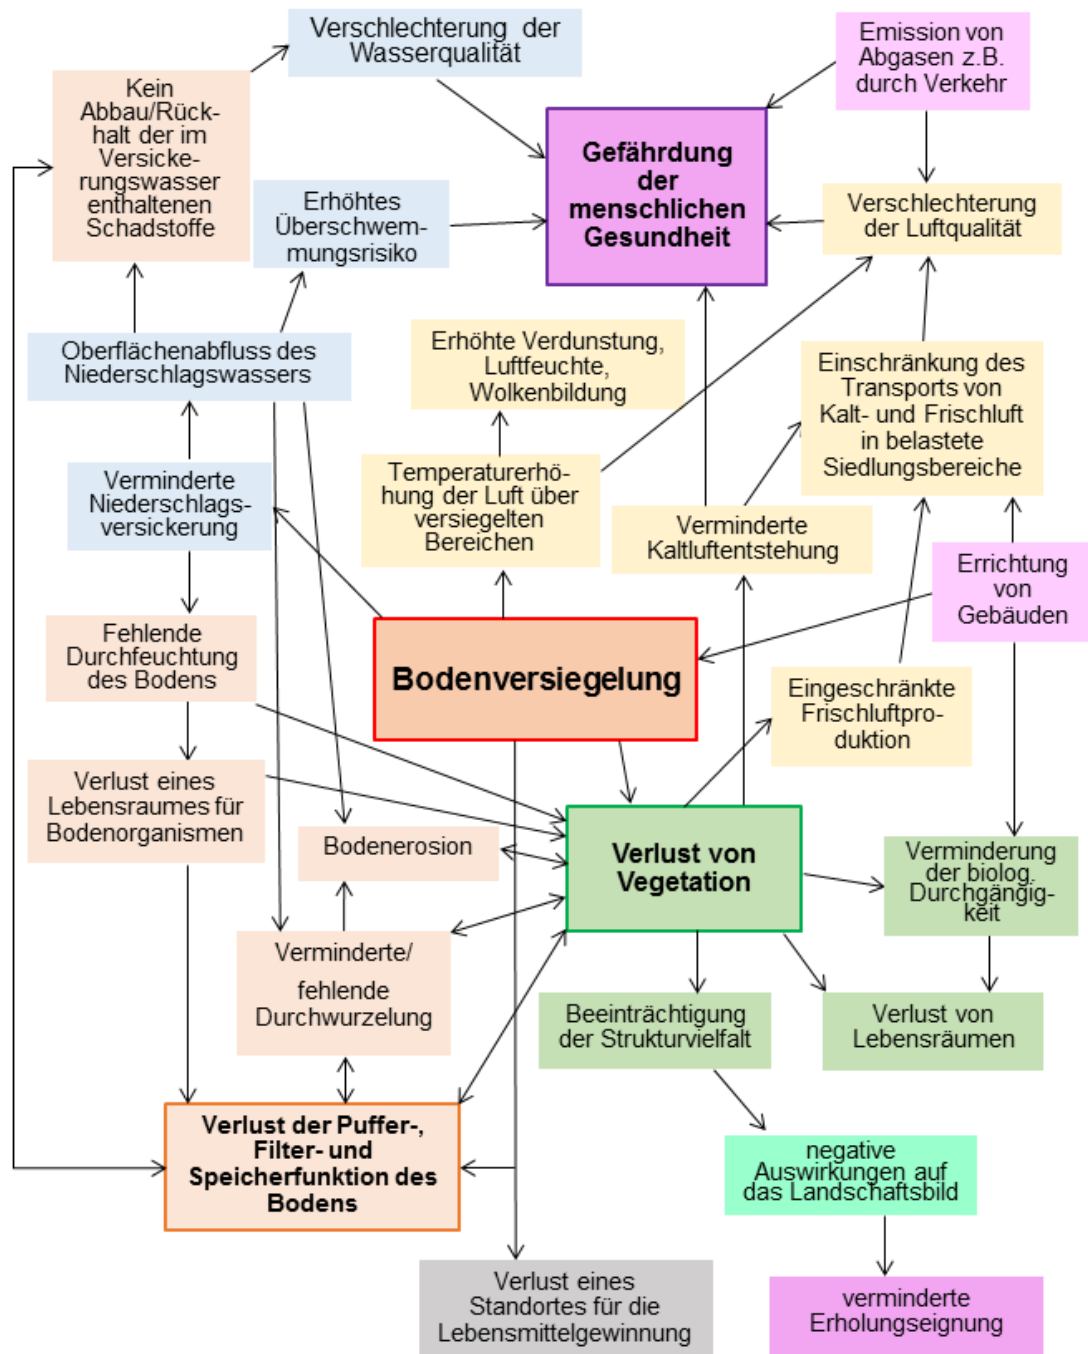 Verschlechterung der
Wasserqualität
Emission von
Abgasen z.B.
durch Verkehr
Kein
Abbau/Rück-
halt der im
Versicke-
rungswasser
enthaltenen
Schadstoffe
Gefährdung
der
menschlichen
Gesundheit
Erhöhtes
Überschwem-
mungsrisiko
Verschlechterung
der Luftqualität
Oberflächenabfluss des
Niederschlagswassers
Erhöhte Verdunstung,
Luftfeuchte,
Wolkenbildung
Einschränkung des
Transports von
Kalt- und Frischluft
in belastete
Siedlungsbereiche
Verminderte
Niederschlags-
versickerung
Temperaturerhö-
hung der Luft über
versiegelten
Bereichen
Verminderte
Kaltluftentstehung
Errichtung
von
Gebäuden
Fehlende
Durchfeuchtung
des Bodens
Bodenversiegelung
Eingeschränkte
Frischluftpro-
duktion
Verlust eines
Lebensraumes für
Bodenorganismen
Bodenerosion
Verlust von
Vegetation
Verminderung
der biolog.
Durchgängig-
keit
Verminderte/
fehlende
Durchwurzelung
Beeinträchtigung
der Strukturvielfalt
Verlust von
Lebensräumen
Verlust der Puffer-,
Filter- und
Speicherfunktion des
Bodens
negative
Auswirkungen auf
das Landschaftsbild
Verlust eines
Standortes für die
Lebensmittelgewinnung
verminderte
Erholungseignung